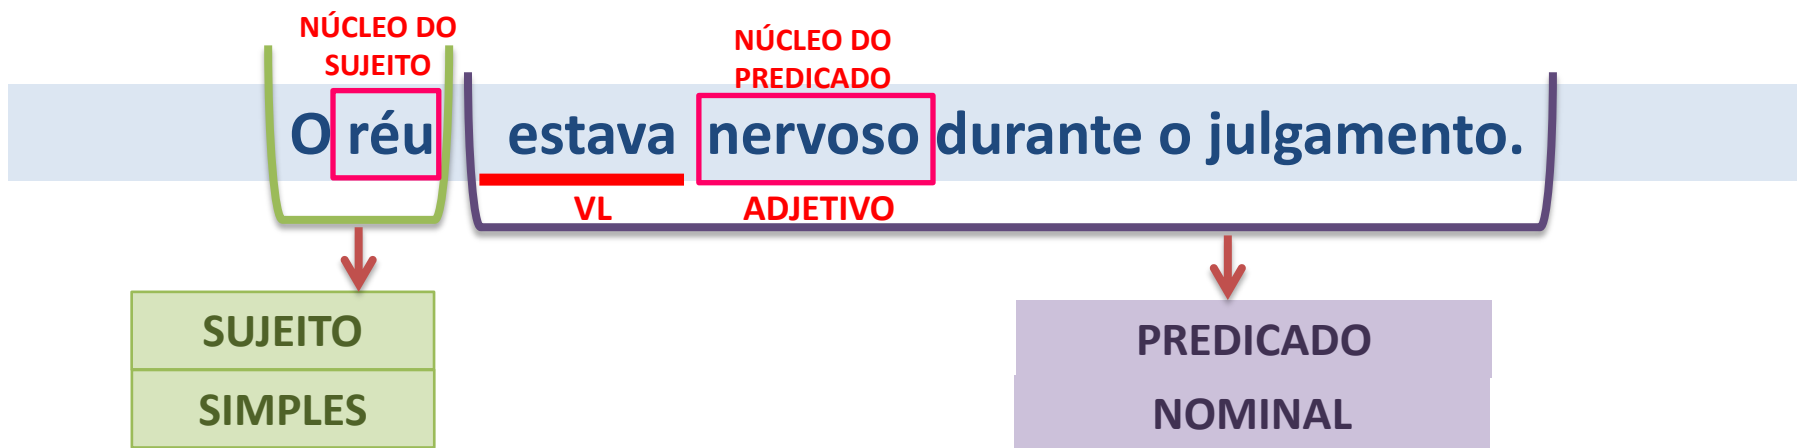 NÚCLEO DO
SUJEITO
NÚCLEO DO
PREDICADO
O réu estava nervoso durante o julgamento.
VL
ADJETIVO
SUJEITO
SIMPLES
PREDICADO
NOMINAL